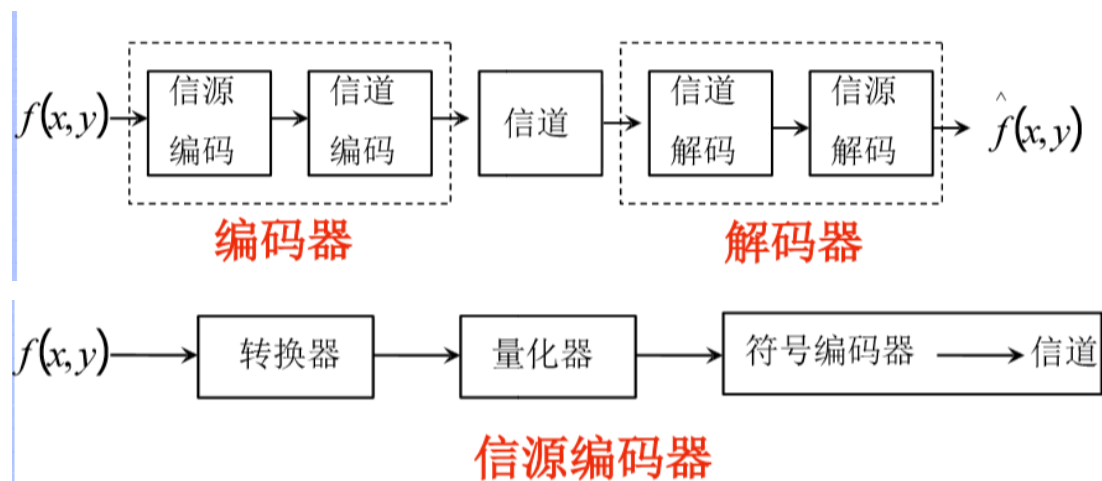 f(x,y) 信源编码 信道编码 信道 信道解码 信源解码 f̂(x,y)
编码器 解码器
f(x,y) 转换器 量化器 符号编码器 信道
信源编码器